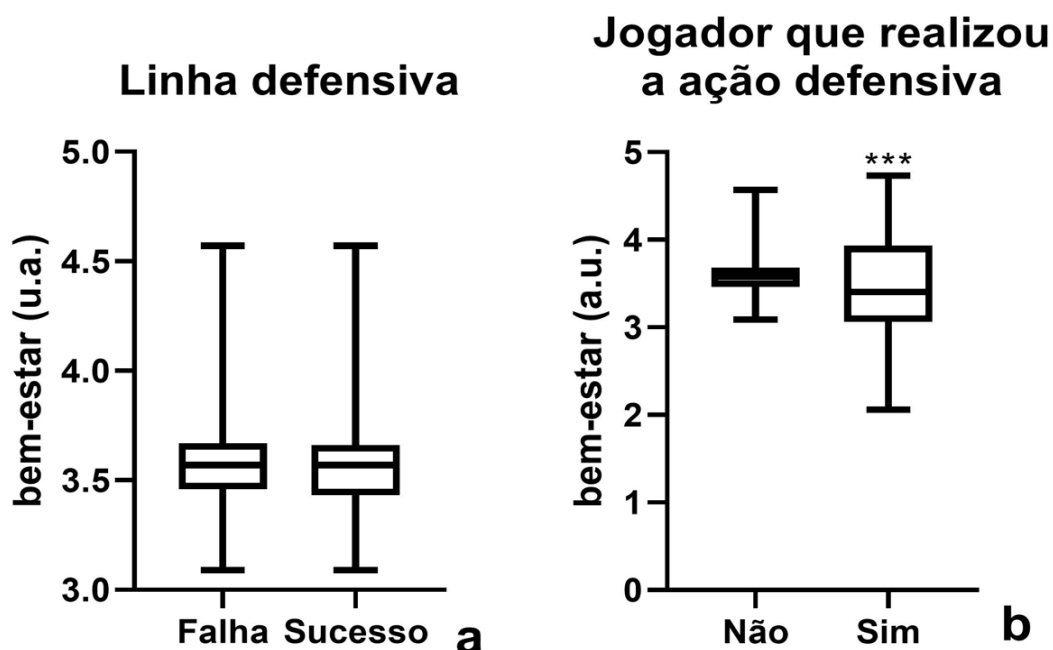 Linha defensiva
bem-estar (u.a.)
5.0
4.5
4.0
3.5
3.0
Falha Sucesso
a
Jogador que realizou
a ação defensiva
bem-estar (a.u.)
5
4
3
2
1
0
***
Não Sim
b